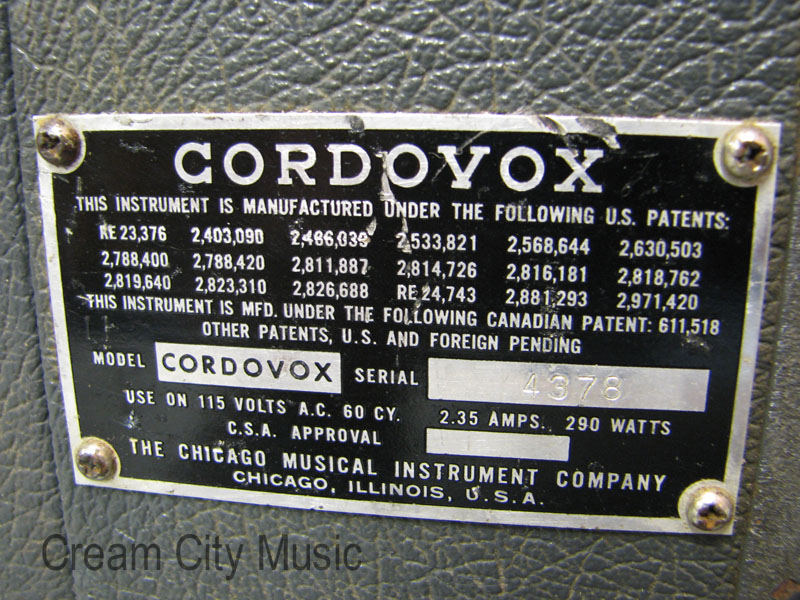 CORDOVOX
THIS INSTRUMENT IS MANUFACTURED UNDER THE FOLLOWING U.S. PATENTS:
RE 23,376 2,403,090 2,466,039 2,533,821 2,568,644 2,630,503
2,788,400 2,788,420 2,811,887 2,814,726 2,816,181 2,818,762
2,819,640 2,823,310 2,826,688 RE 24,743 2,881,293 2,971,420
THIS INSTRUMENT IS MFD. UNDER THE FOLLOWING CANADIAN PATENT: 611,518
OTHER PATENTS, U.S. AND FOREIGN PENDING
MODEL CORDOVOX SERIAL 4378
USE ON 115 VOLTS A.C. 60 CY. 2.35 AMPS. 290 WATTS
C.S.A. APPROVAL
THE CHICAGO MUSICAL INSTRUMENT COMPANY
CHICAGO, ILLINOIS, U.S.A.
Cream City Music